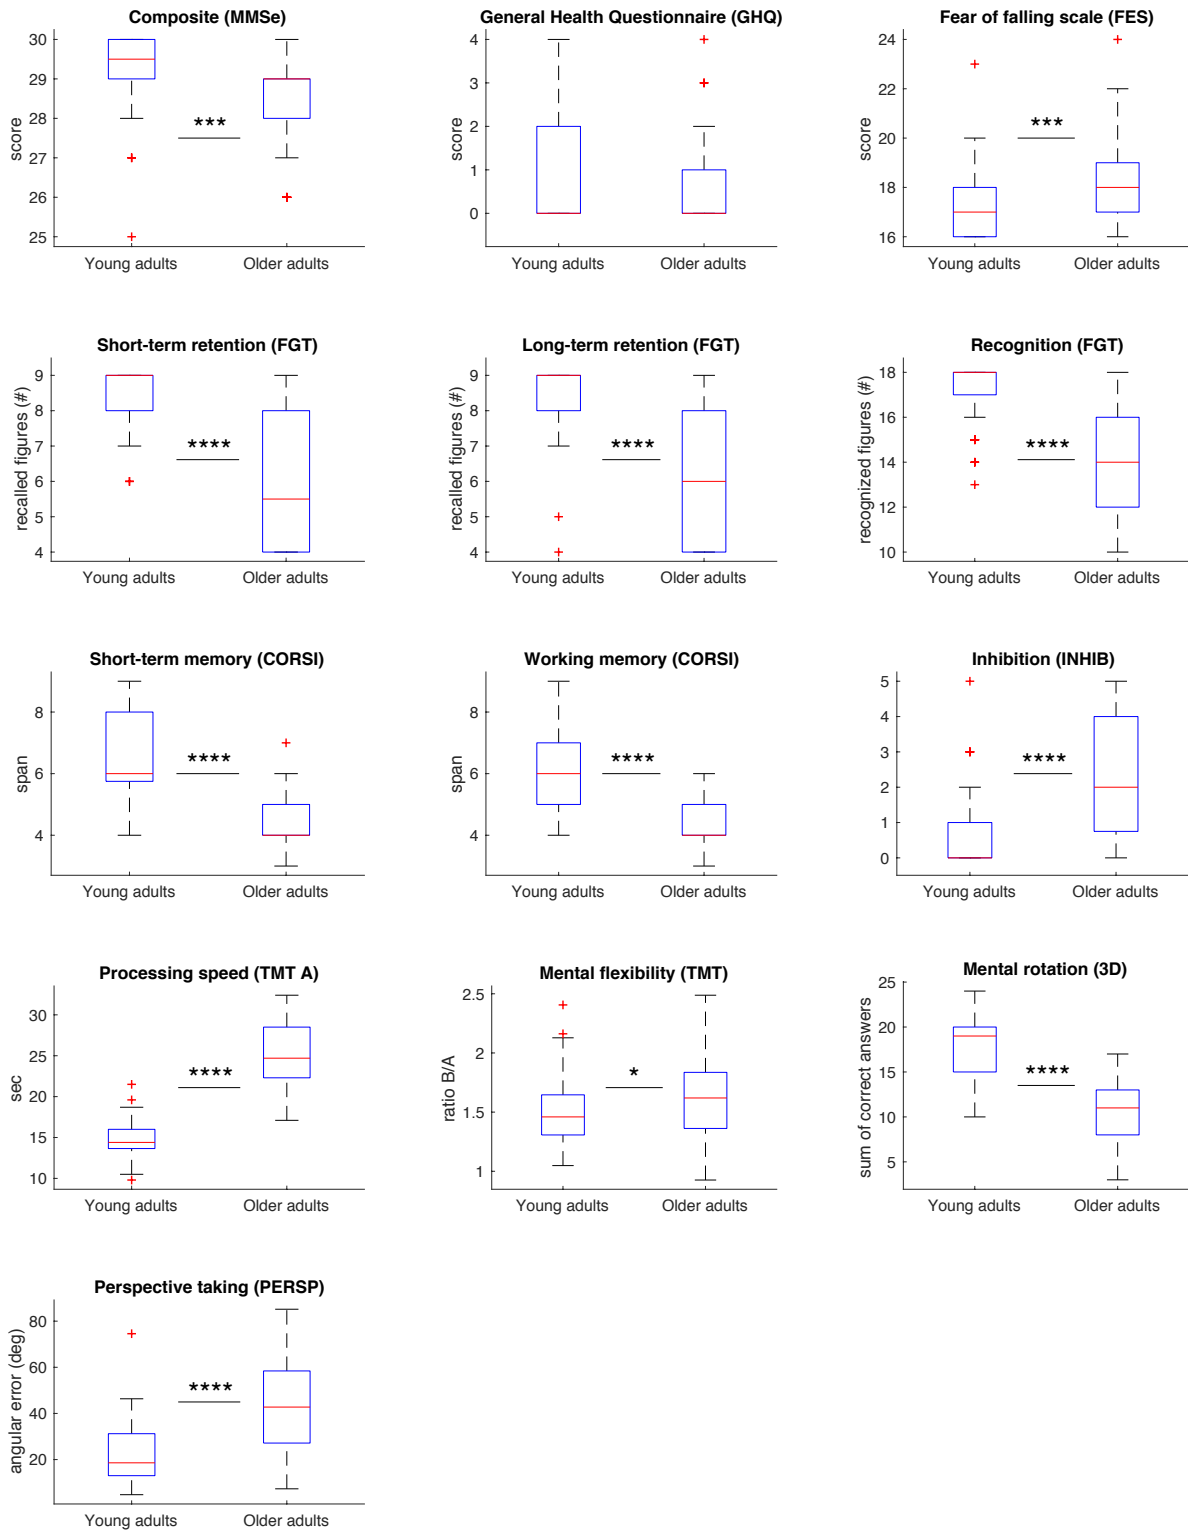 Composite (MMSe)
score
30
29
28
27
26
25
***
Young adults
Older adults
General Health Questionnaire (GHQ)
score
4
3
2
1
0
Young adults
Older adults
Fear of falling scale (FES)
score
24
22
20
18
16
***
Young adults
Older adults
Short-term retention (FGT)
recalled figures (#)
9
8
7
6
5
4
****
Young adults
Older adults
Long-term retention (FGT)
recalled figures (#)
9
8
7
6
5
4
****
Young adults
Older adults
Recognition (FGT)
recognized figures (#)
18
16
14
12
10
****
Young adults
Older adults
Short-term memory (CORSI)
span
8
6
4
****
Young adults
Older adults
Working memory (CORSI)
span
8
6
4
****
Young adults
Older adults
Inhibition (INHIB)
5
4
3
2
1
0
****
Young adults
Older adults
Processing speed (TMT A)
sec
30
25
20
15
10
****
Young adults
Older adults
Mental flexibility (TMT)
ratio B/A
2.5
2
1.5
1
*
Young adults
Older adults
Mental rotation (3D)
sum of correct answers
25
20
15
10
5
****
Young adults
Older adults
Perspective taking (PERSP)
angular error (deg)
80
60
40
20
****
Young adults
Older adults